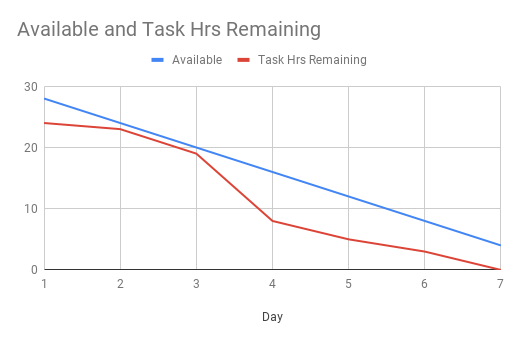 Available and Task Hrs Remaining
Available Task Hrs Remaining
30
20
10
0
1 2 3 4 5 6 7
Day